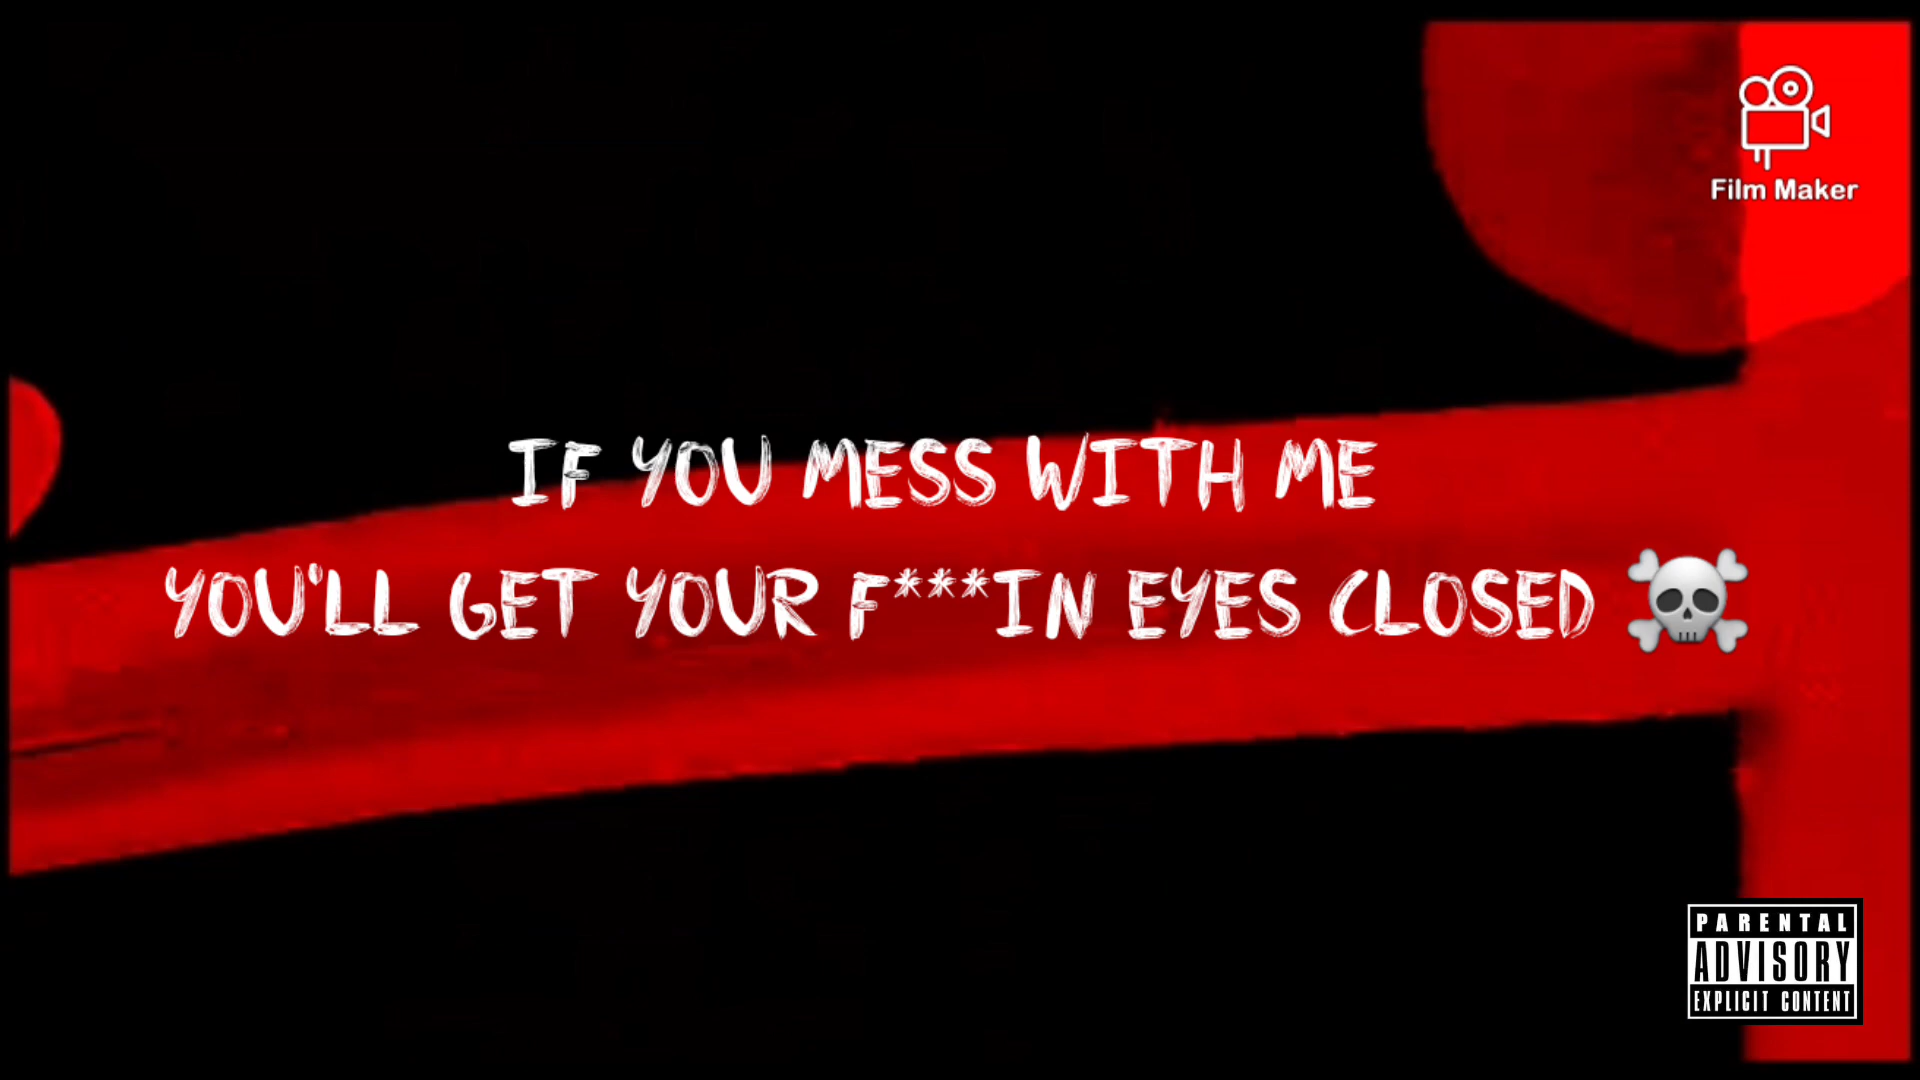 Film Maker
IF YOU MESS WITH ME
YOU'LL GET YOUR F***IN EYES CLOSED ☠️
PARENTAL
ADVISORY
EXPLICIT CONTENT